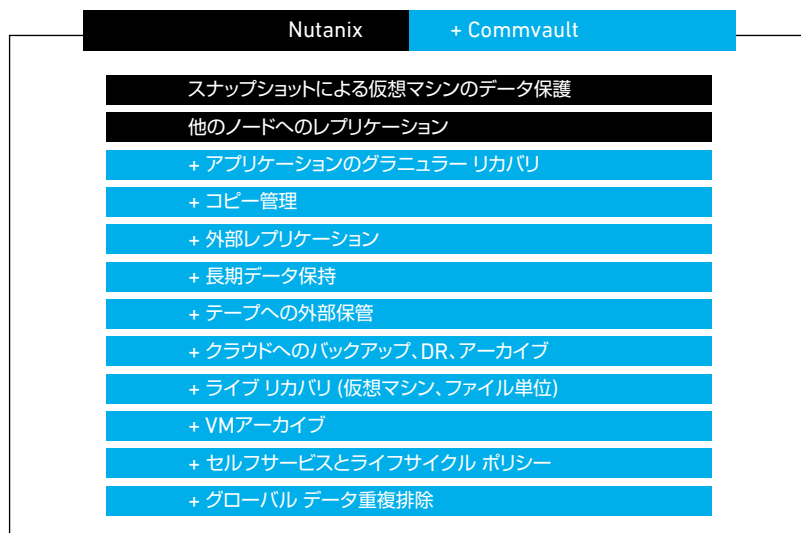 Nutanix + Commvault
スナップショットによる仮想マシンのデータ保護
他のノードへのレプリケーション
+ アプリケーションのグラニュラー リカバリ
+ コピー管理
+ 外部レプリケーション
+ 長期データ保持
+ テープへの外部保管
+ クラウドへのバックアップ、DR、アーカイブ
+ ライブ リカバリ (仮想マシン、ファイル単位)
+ VMアーカイブ
+ セルフサービスとライフサイクル ポリシー
+ グローバル データ重複排除